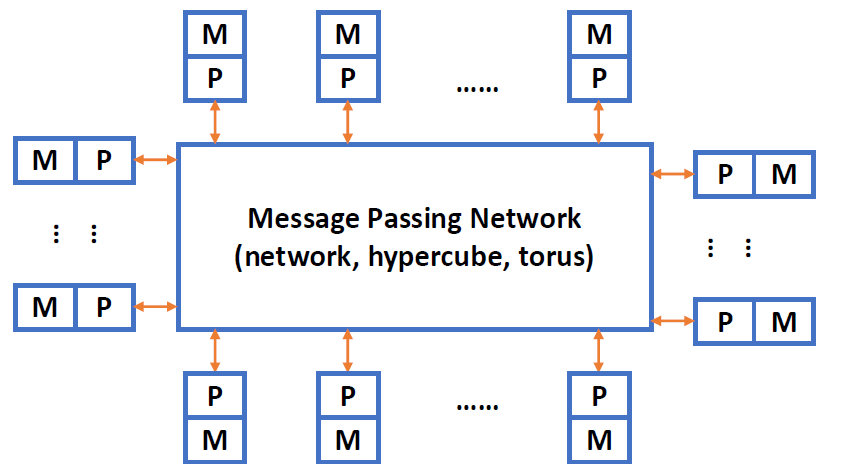 M M M
P P ...... P
M P
P M
Message Passing Network
(network, hypercube, torus)
M P
P M
P P ...... P
M M M